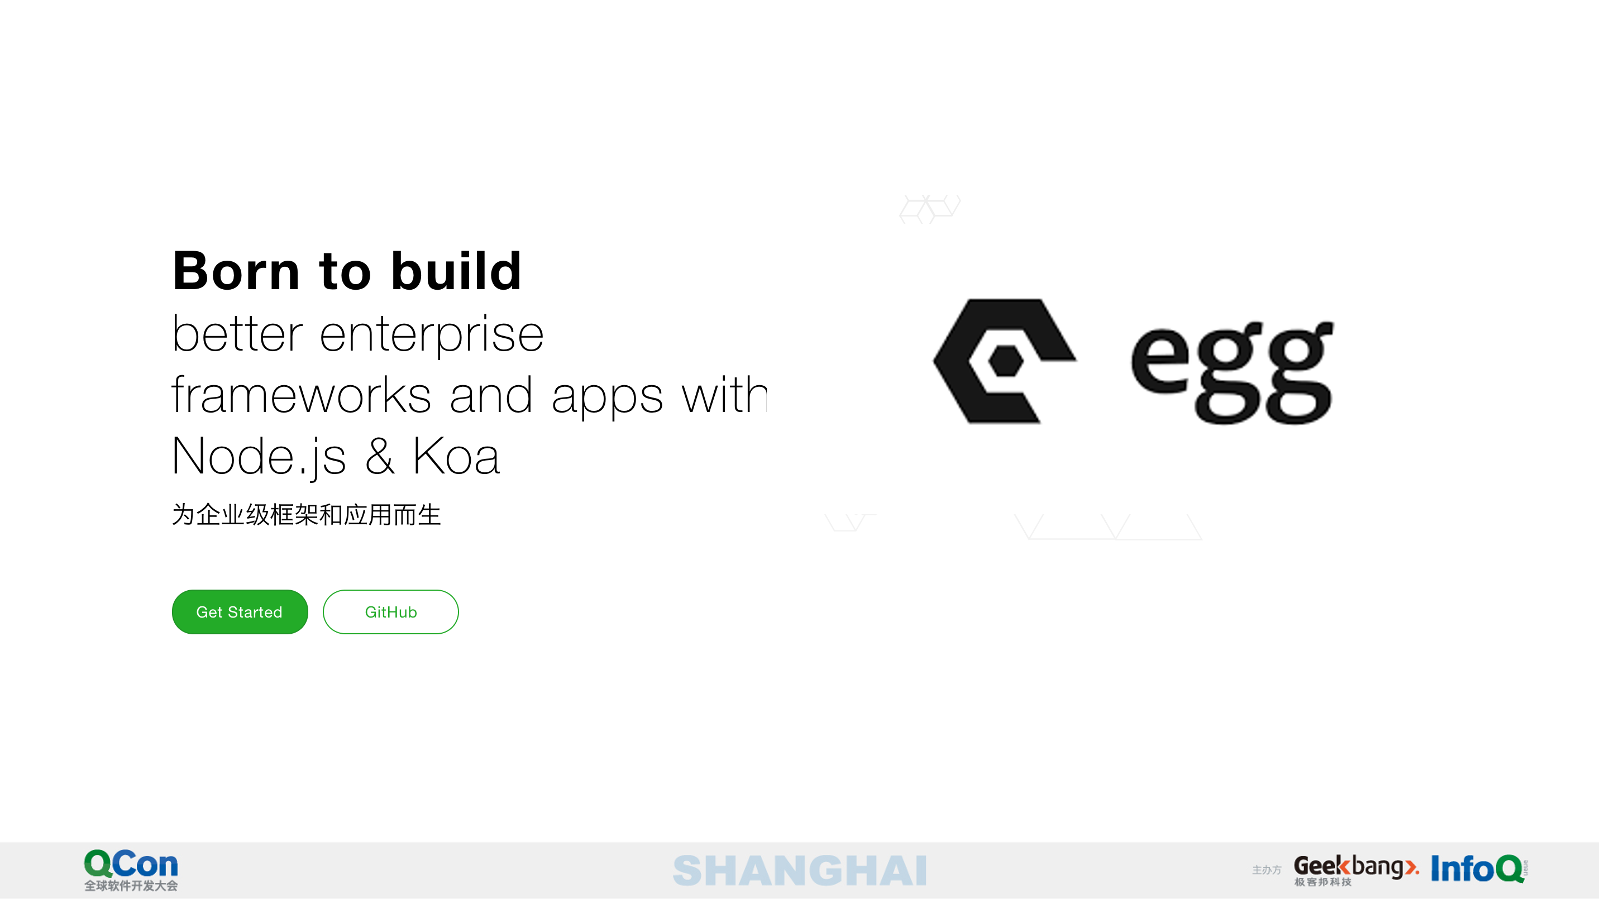 Born to build
better enterprise
frameworks and apps with
Node.js & Koa
为企业级框架和应用而生
Get Started
GitHub
egg
QCon
全球软件开发大会
SHANGHAI
主办方
Geekbang>.
极客邦科技
InfoQ